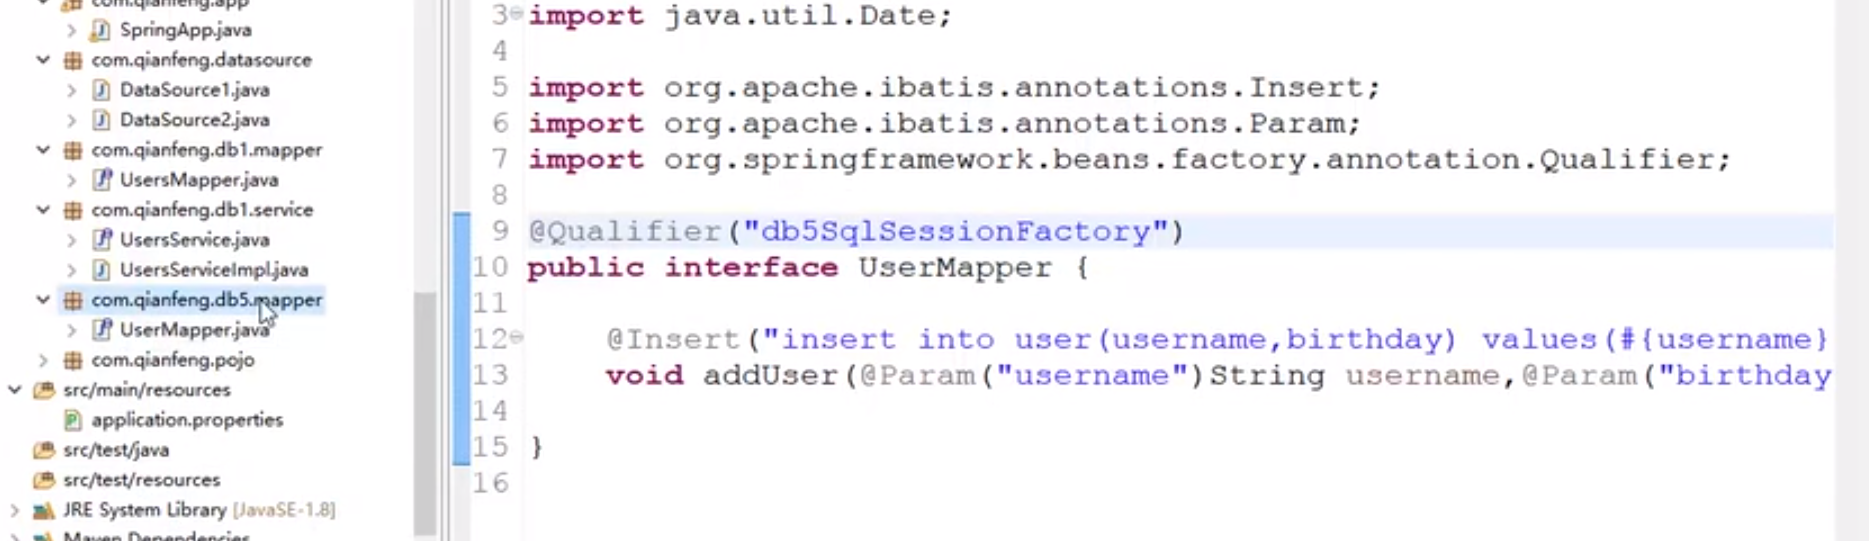 com.qianfeng.app
SpringApp.java
com.qianfeng.datasource
DataSource1.java
DataSource2.java
com.qianfeng.db1.mapper
UsersMapper.java
com.qianfeng.db1.service
UsersService.java
UsersServiceImpl.java
com.qianfeng.db5.mapper
UserMapper.java
com.qianfeng.pojo
src/main/resources
application.properties
src/test/java
src/test/resources
JRE System Library [JavaSE-1.8]
Maven Dependencies
3 import java.util.Date;
4
5 import org.apache.ibatis.annotations.Insert;
6 import org.apache.ibatis.annotations.Param;
7 import org.springframework.beans.factory.annotation.Qualifier;
8
9 @Qualifier("db5SqlSessionFactory")
10 public interface UserMapper {
11
12 @Insert("insert into user(username,birthday) values(#{username}
13 void addUser(@Param("username")String username,@Param("birthday
14
15 }
16